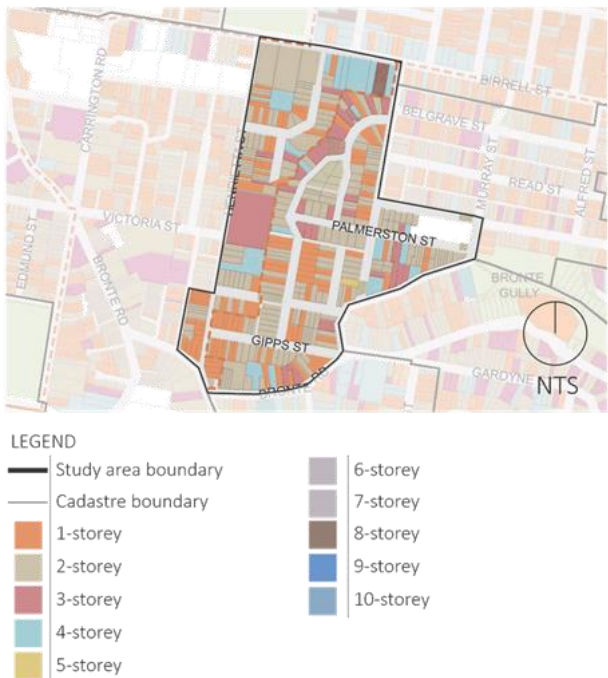 BIRRELL ST
CARRINGTON RD
BELGRAVE ST
MURRAY ST
ALFRED ST
READ ST
VICTORIA ST
EDMUND ST
PALMERSTON ST
BRONTE RD
BRONTE
GULLY
GIPPS ST
GARDYNE
BRONTE RD
NTS
LEGEND
Study area boundary
Cadastre boundary
1-storey
2-storey
3-storey
4-storey
5-storey
6-storey
7-storey
8-storey
9-storey
10-storey